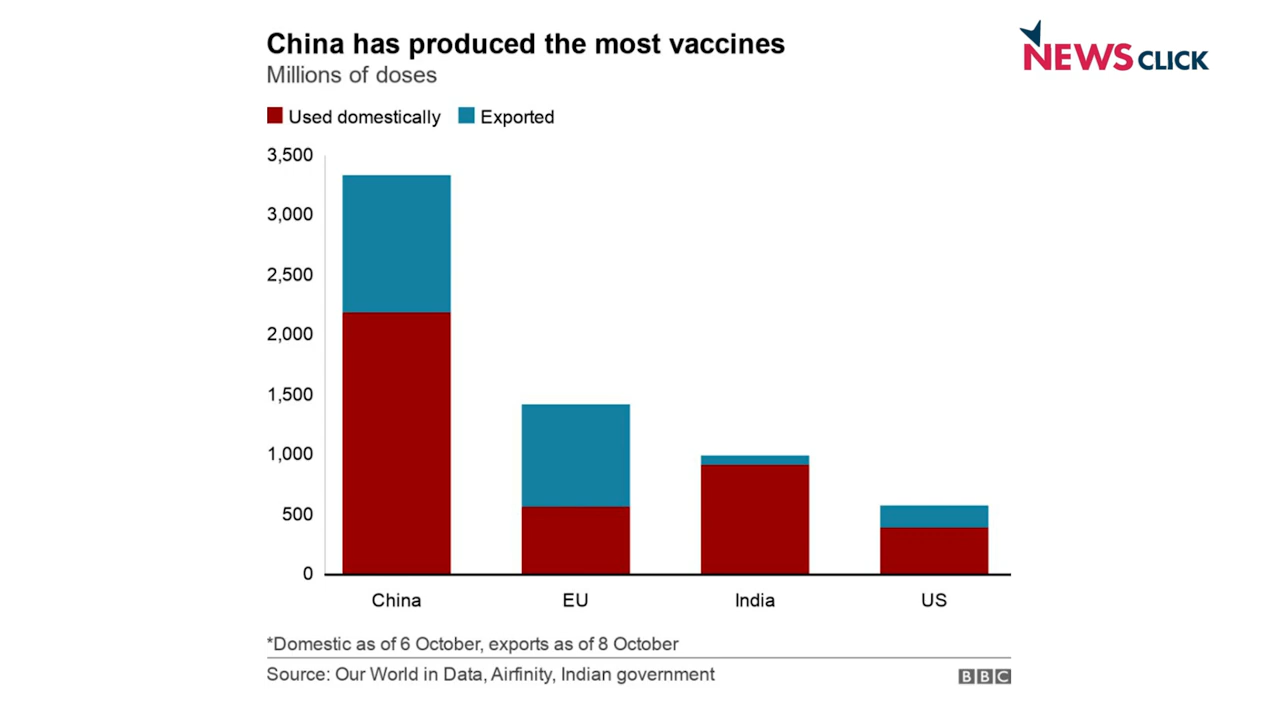 China has produced the most vaccines
NEWSCLICK
Millions of doses
Used domestically Exported
3,500
3,000
2,500
2,000
1,500
1,000
500
0
China EU India US
*Domestic as of 6 October, exports as of 8 October
Source: Our World in Data, Airfinity, Indian government
BBC